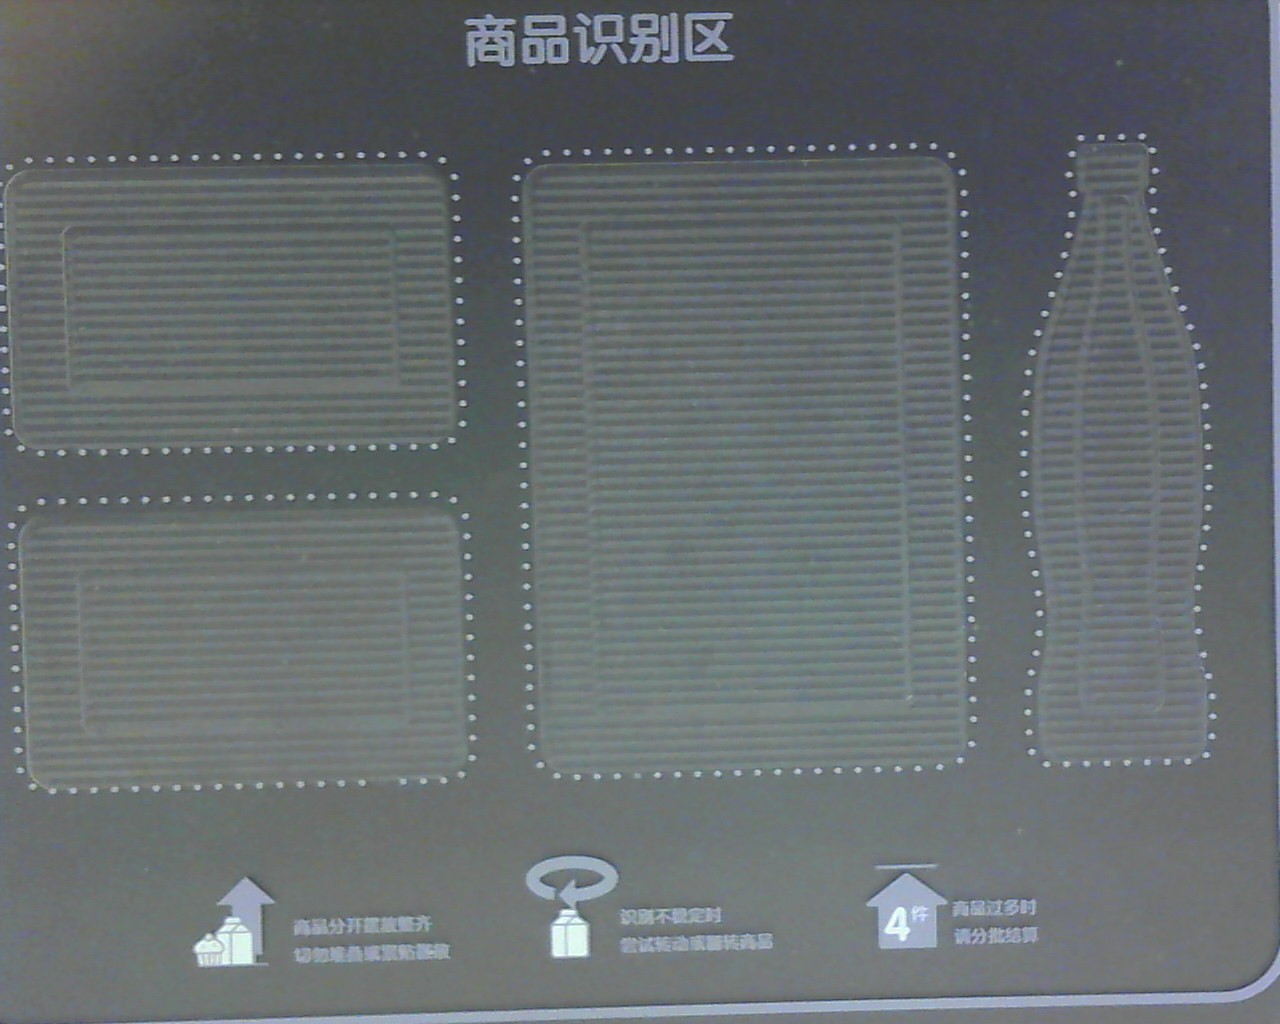 商品识别区
商品分开摆放整齐
切勿堆叠或紧贴摆放
识别不稳定时
尝试转动或翻转商品
4件
商品过多时
请分批结算